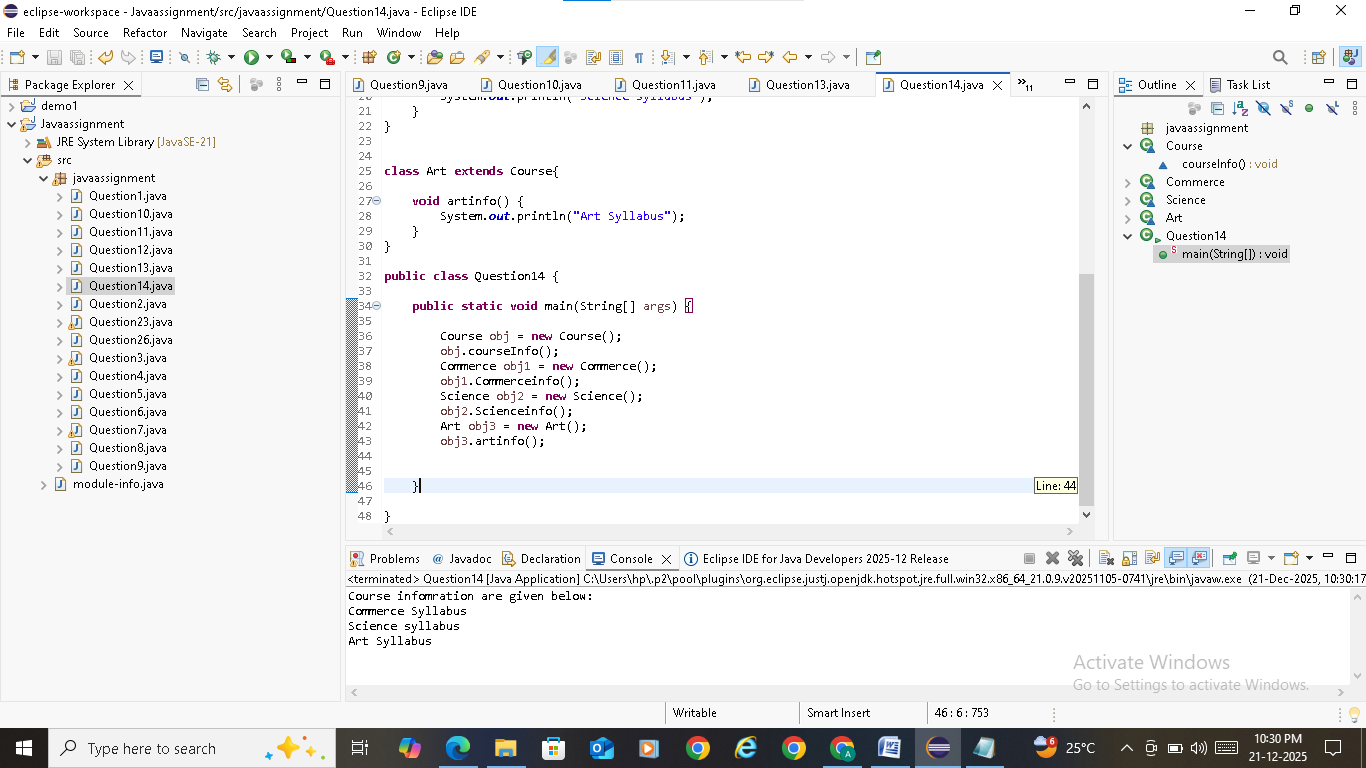 eclipse-workspace - Javaassignment/src/javaassignment/Question14.java - Eclipse IDE
File Edit Source Refactor Navigate Search Project Run Window Help
Package Explorer
demo1
Javaassignment
JRE System Library [JavaSE-21]
src
javaassignment
Question1.java
Question10.java
Question11.java
Question12.java
Question13.java
Question14.java
Question2.java
Question23.java
Question26.java
Question3.java
Question4.java
Question5.java
Question6.java
Question7.java
Question8.java
Question9.java
module-info.java
Question9.java Question10.java Question11.java Question13.java Question14.java »11
20 System.out.println("Science syllabus");
21 }
22 }
23
24
25 class Art extends Course{
26
27 void artinfo() {
28 System.out.println("Art Syllabus");
29 }
30 }
31
32 public class Question14 {
33
34 public static void main(String[] args) {
35
36 Course obj = new Course();
37 obj.courseInfo();
38 Commerce obj1 = new Commerce();
39 obj1.Commerceinfo();
40 Science obj2 = new Science();
41 obj2.Scienceinfo();
42 Art obj3 = new Art();
43 obj3.artinfo();
44
45
46 }
Line: 44
47
48 }
Outline Task List
javaassignment
Course
courseInfo() : void
Commerce
Science
Art
Question14
S
main(String[]) : void
Problems @ Javadoc Declaration Console Eclipse IDE for Java Developers 2025-12 Release
<terminated> Question14 [Java Application] C:\Users\hp\.p2\pool\plugins\org.eclipse.justj.openjdk.hotspot.jre.full.win32.x86_64_21.0.9.v20251105-0741\jre\bin\javaw.exe (21-Dec-2025, 10:30:17
Course infomration are given below:
Commerce Syllabus
Science syllabus
Art Syllabus
Activate Windows
Go to Settings to activate Windows.
Writable Smart Insert 46 : 6 : 753
Type here to search
6
25°C
10:30 PM
21-12-2025